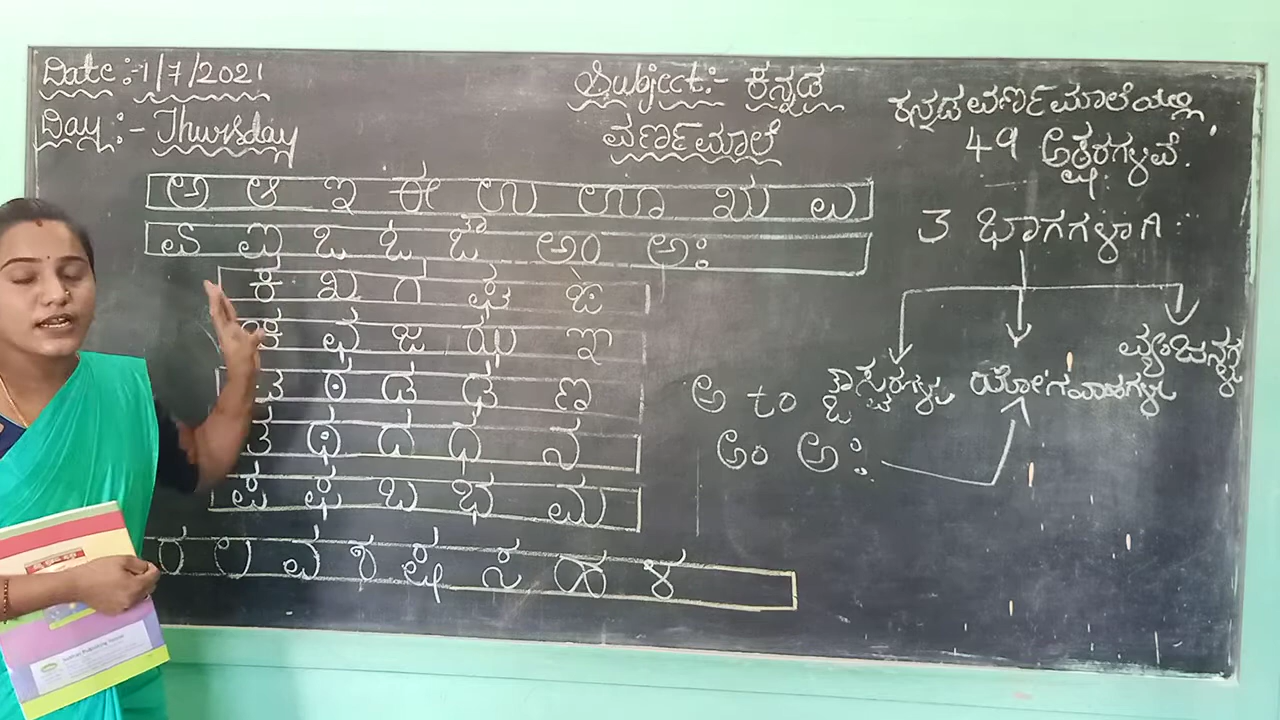 Date:-1/7/2021
Day:- Thursday
Subject:- ಕನ್ನಡ
ವರ್ಣಮಾಲೆ
ಅ ಆ ಇ ಈ ಉ ಊ ಋ ಎ
ಏ ಐ ಒ ಓ ಔ ಅಂ ಅಃ
ಕ ಖ ಗ ಘ ಙ
ಚ ಛ ಜ ಝ ಞ
ಟ ಠ ಡ ಢ ಣ
ತ ಥ ದ ಧ ನ
ಪ ಫ ಬ ಭ ಮ
ರ ಲ ವ ಶ ಷ ಸ ಹ ಳ
ಕನ್ನಡ ವರ್ಣಮಾಲೆಯಲ್ಲಿ
49 ಅಕ್ಷರಗಳಿವೆ.
3 ಭಾಗಗಳಾಗಿ:
ಸ್ವರಗಳು ಯೋಗವಾಹಗಳು
ಅ to ಔ
ಅಂ ಅಃ